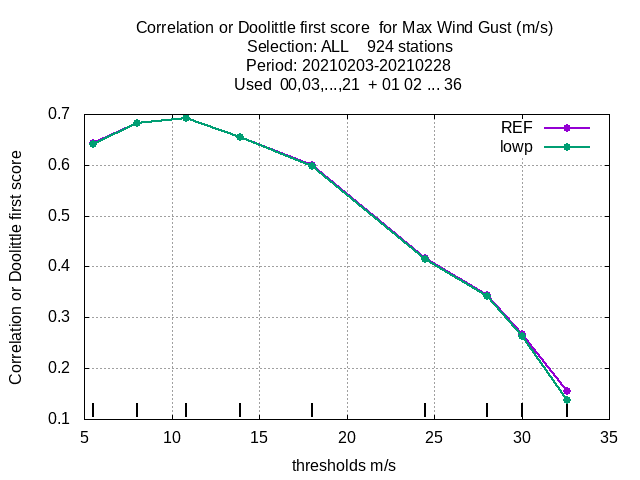 Correlation or Doolittle first score  for Max Wind Gust (m/s)
Selection: ALL    924 stations
Period: 20210203-20210228
Used  00,03,...,21  + 01 02 ... 36
REF
lowp
Correlation or Doolittle first score
0.7
0.6
0.5
0.4
0.3
0.2
0.1
5 10 15 20 25 30 35
thresholds m/s